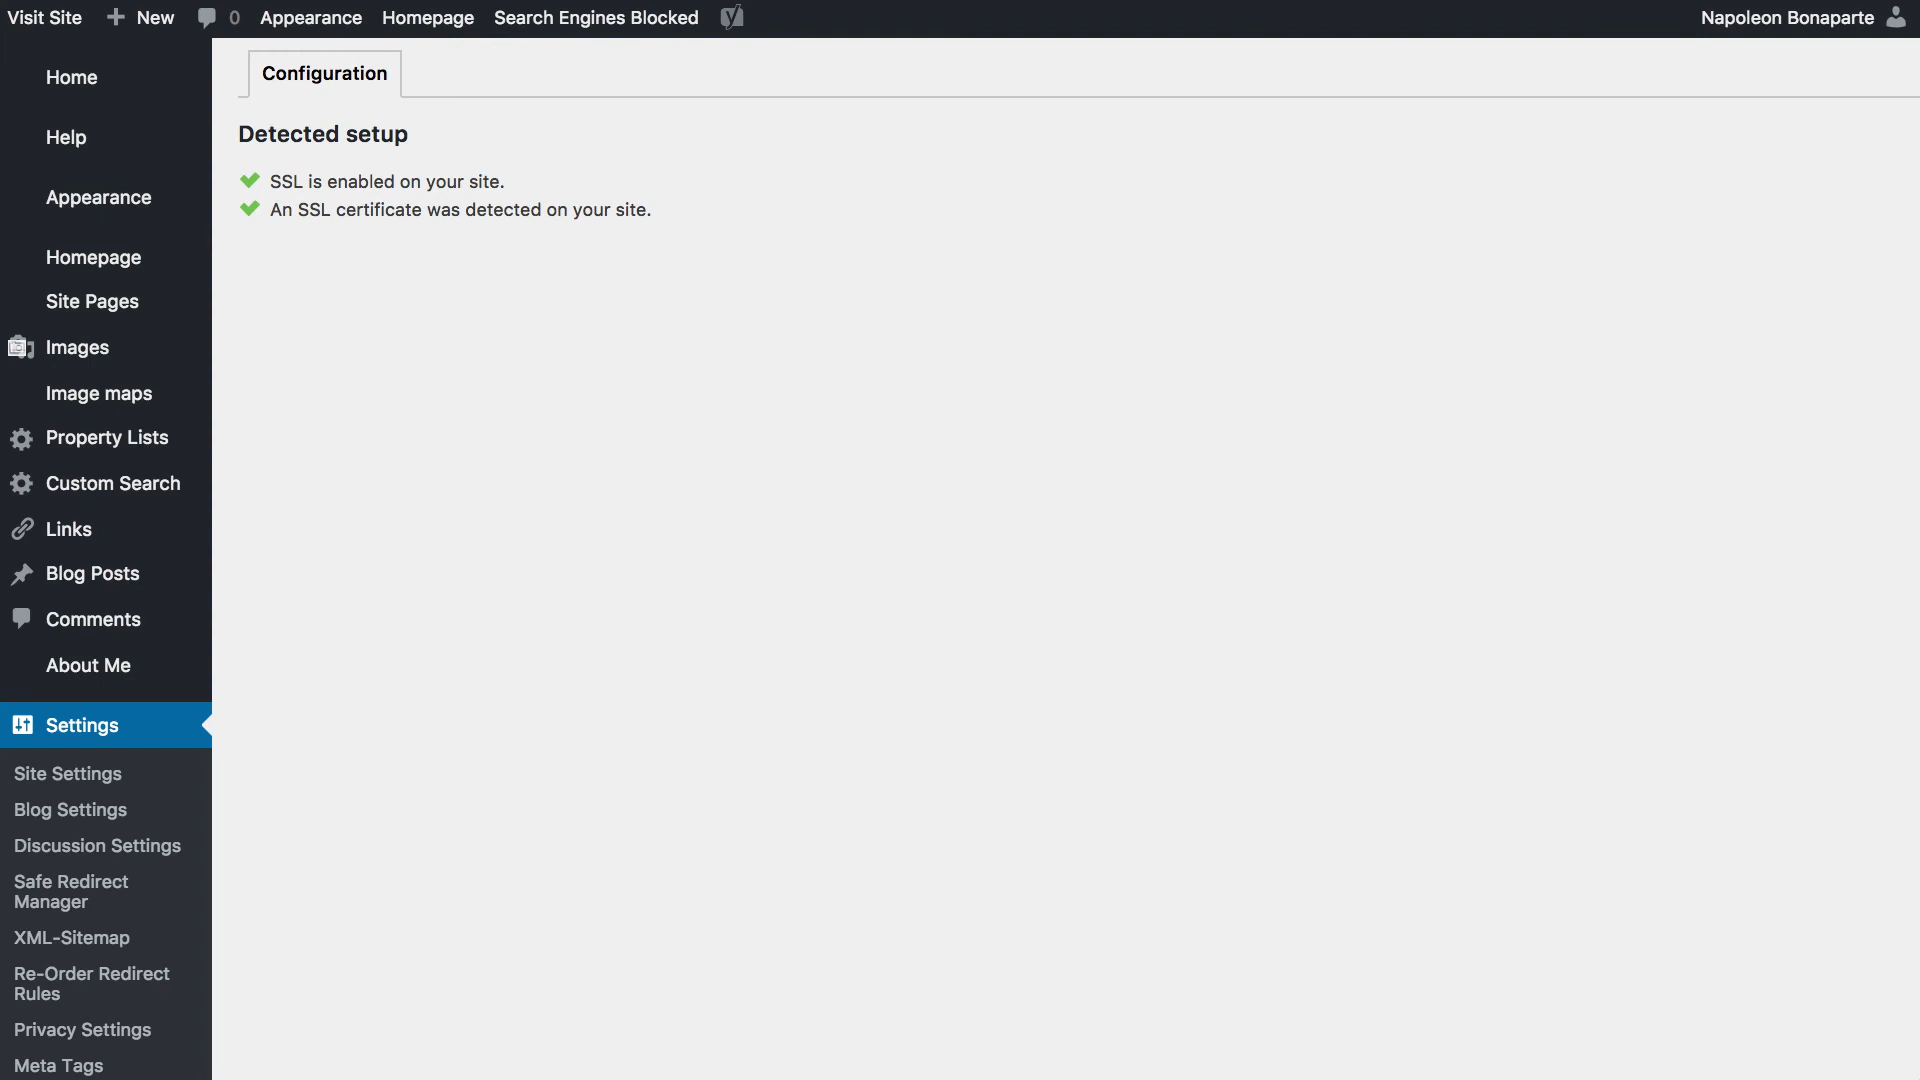 Visit Site
New
0
Appearance
Homepage
Search Engines Blocked
Napoleon Bonaparte
Home
Help
Appearance
Homepage
Site Pages
Images
Image maps
Property Lists
Custom Search
Links
Blog Posts
Comments
About Me
Settings
Site Settings
Blog Settings
Discussion Settings
Safe Redirect
Manager
XML-Sitemap
Re-Order Redirect
Rules
Privacy Settings
Meta Tags
Configuration
Detected setup
SSL is enabled on your site.
An SSL certificate was detected on your site.